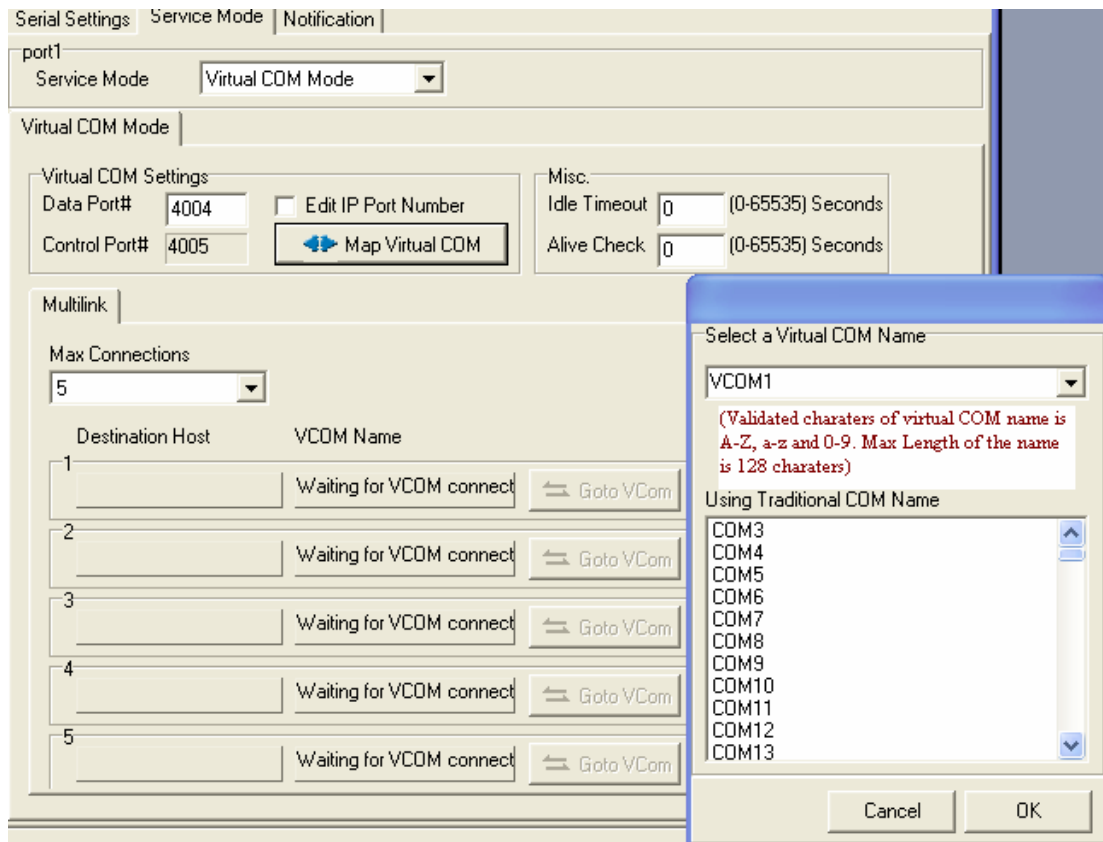 Serial Settings Service Mode Notification
port1
Service Mode Virtual COM Mode
Virtual COM Mode
Virtual COM Settings
Data Port# 4004 Edit IP Port Number
Control Port# 4005 Map Virtual COM
Misc.
Idle Timeout 0 (0-65535) Seconds
Alive Check 0 (0-65535) Seconds
Multilink
Max Connections
5
Destination Host VCOM Name
1 Waiting for VCOM connect Goto VCom
2 Waiting for VCOM connect Goto VCom
3 Waiting for VCOM connect Goto VCom
4 Waiting for VCOM connect Goto VCom
5 Waiting for VCOM connect Goto VCom
Select a Virtual COM Name
VCOM1
(Validated charaters of virtual COM name is
A-Z, a-z and 0-9. Max Length of the name
is 128 charaters)
Using Traditional COM Name
COM3
COM4
COM5
COM6
COM7
COM8
COM9
COM10
COM11
COM12
COM13
Cancel OK